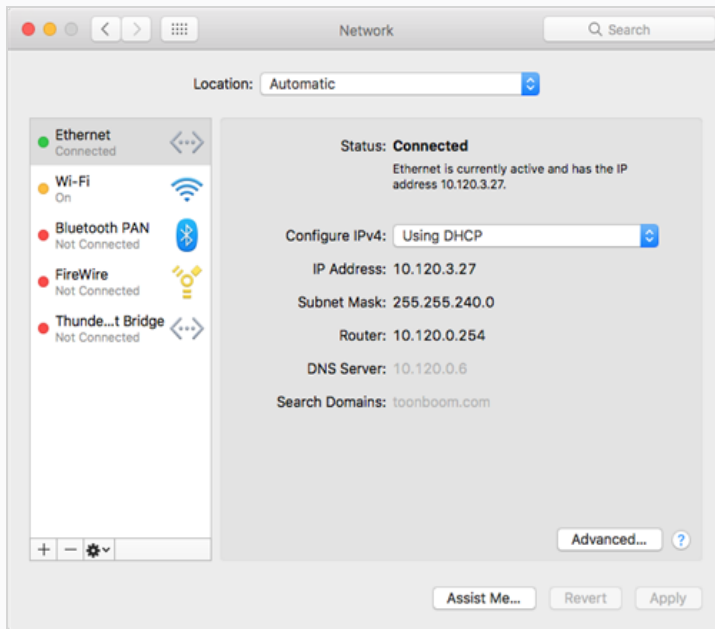 Network
Search
Location: Automatic
Ethernet
Connected
Wi-Fi
On
Bluetooth PAN
Not Connected
FireWire
Not Connected
Thunde...t Bridge
Not Connected
Status: Connected
Ethernet is currently active and has the IP
address 10.120.3.27.
Configure IPv4: Using DHCP
IP Address: 10.120.3.27
Subnet Mask: 255.255.240.0
Router: 10.120.0.254
DNS Server: 10.120.0.6
Search Domains: toonboom.com
Advanced... ?
Assist Me... Revert Apply